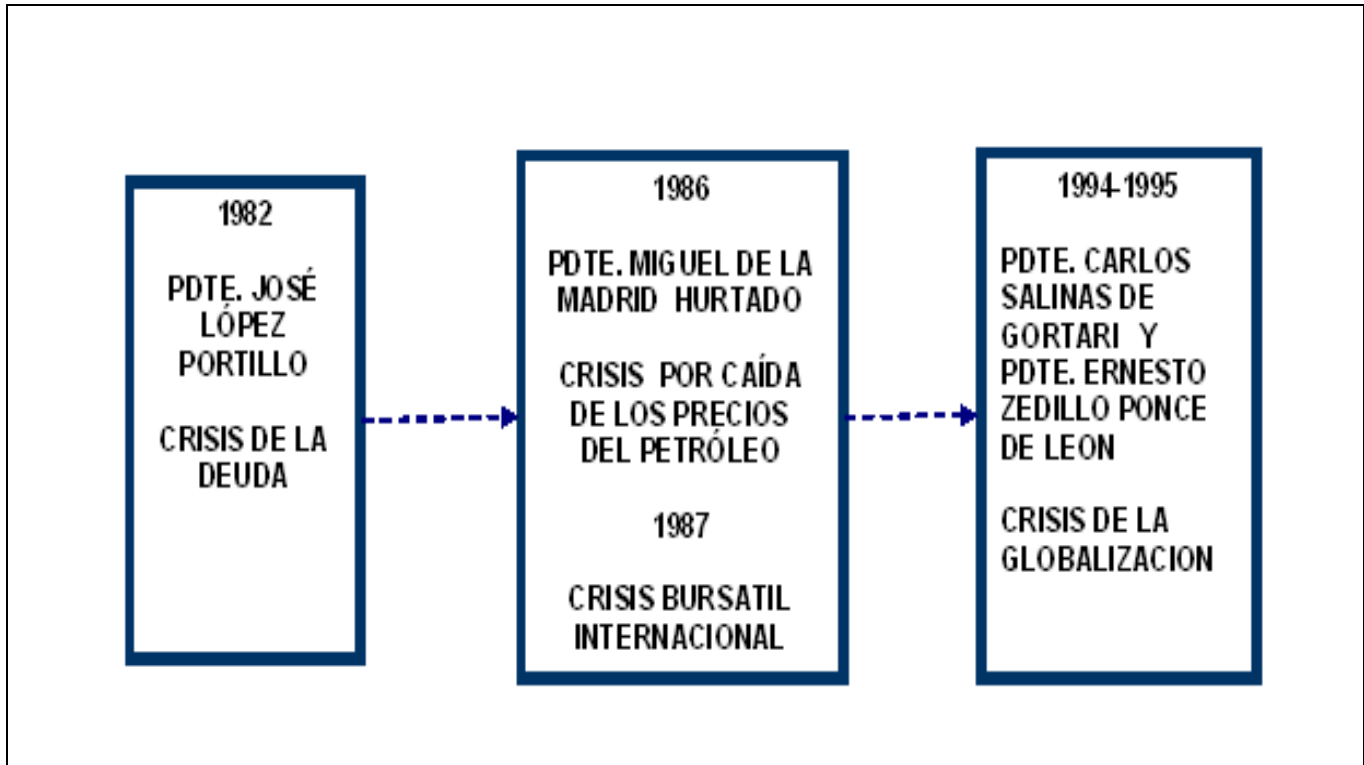 1982
PDTE. JOSÉ
LÓPEZ
PORTILLO
CRISIS DE LA
DEUDA
1986
PDTE. MIGUEL DE LA
MADRID HURTADO
CRISIS POR CAÍDA
DE LOS PRECIOS
DEL PETRÓLEO
1987
CRISIS BURSATIL
INTERNACIONAL
1994-1995
PDTE. CARLOS
SALINAS DE
GORTARI Y
PDTE. ERNESTO
ZEDILLO PONCE
DE LEON
CRISIS DE LA
GLOBALIZACION